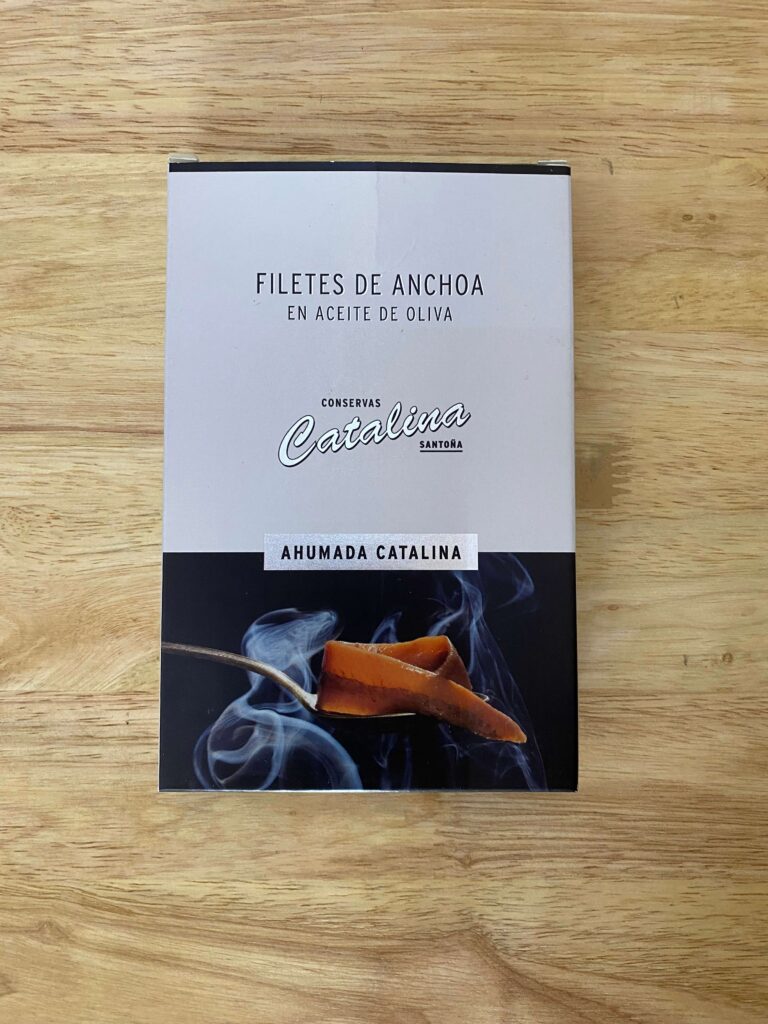 FILETES DE ANCHOA
EN ACEITE DE OLIVA
CONSERVAS
Catalina
SANTOÑA
AHUMADA CATALINA